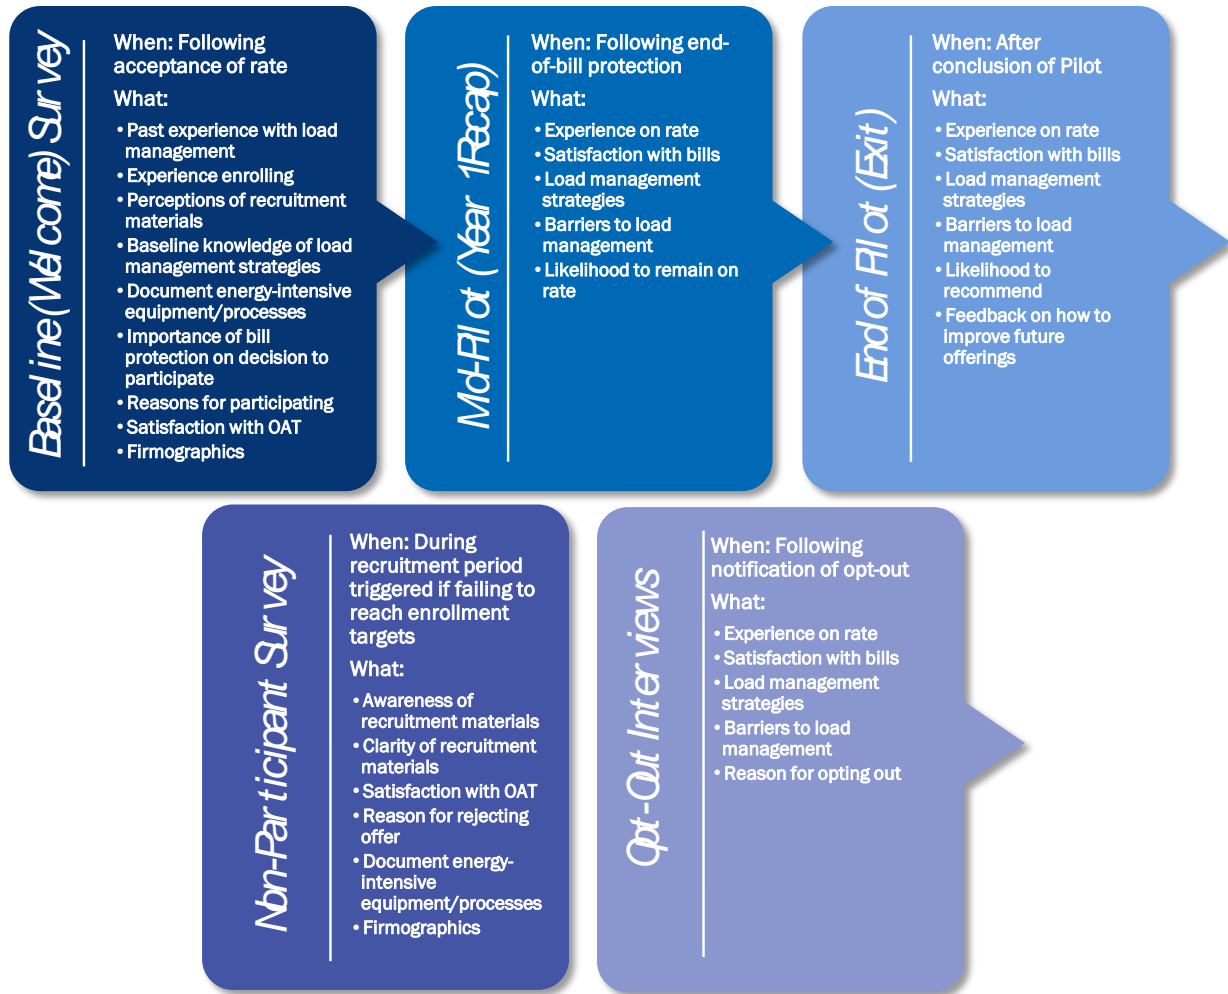 Baseline (Welcome) Survey
When: Following
acceptance of rate
What:
• Past experience with load
management
• Experience enrolling
• Perceptions of recruitment
materials
• Baseline knowledge of load
management strategies
• Document energy-intensive
equipment/processes
• Importance of bill
protection on decision to
participate
• Reasons for participating
• Satisfaction with OAT
• Firmographics
Mid-Pilot (Year 1 Recap)
When: Following end-
of-bill protection
What:
• Experience on rate
• Satisfaction with bills
• Load management
strategies
• Barriers to load
management
• Likelihood to remain on
rate
End of Pilot (Exit)
When: After
conclusion of Pilot
What:
• Experience on rate
• Satisfaction with bills
• Load management
strategies
• Barriers to load
management
• Likelihood to
recommend
• Feedback on how to
improve future
offerings
Non-Participant Survey
When: During
recruitment period
triggered if failing to
reach enrollment
targets
What:
• Awareness of
recruitment materials
• Clarity of recruitment
materials
• Satisfaction with OAT
• Reason for rejecting
offer
• Document energy-
intensive
equipment/processes
• Firmographics
Opt-Out Interviews
When: Following
notification of opt-out
What:
• Experience on rate
• Satisfaction with bills
• Load management
strategies
• Barriers to load
management
• Reason for opting out